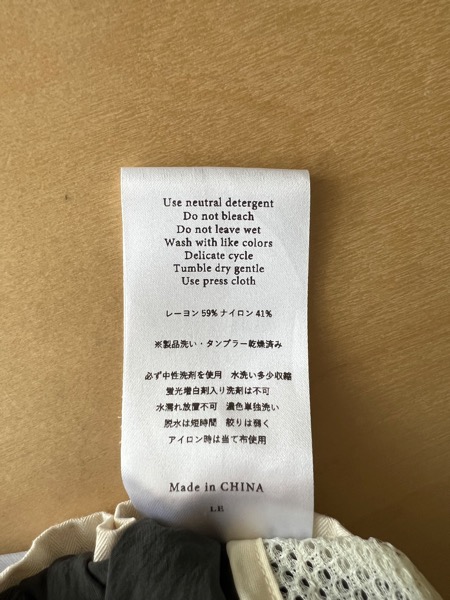 Use neutral detergent
Do not bleach
Do not leave wet
Wash with like colors
Delicate cycle
Tumble dry gentle
Use press cloth
レーヨン 59% ナイロン 41%
※製品洗い・タンブラー乾燥済み
必ず中性洗剤を使用　水洗い多少収縮
蛍光増白剤入り洗剤は不可
水濡れ放置不可　濃色単独洗い
脱水は短時間　絞りは弱く
アイロン時は当て布使用
Made in CHINA
LE